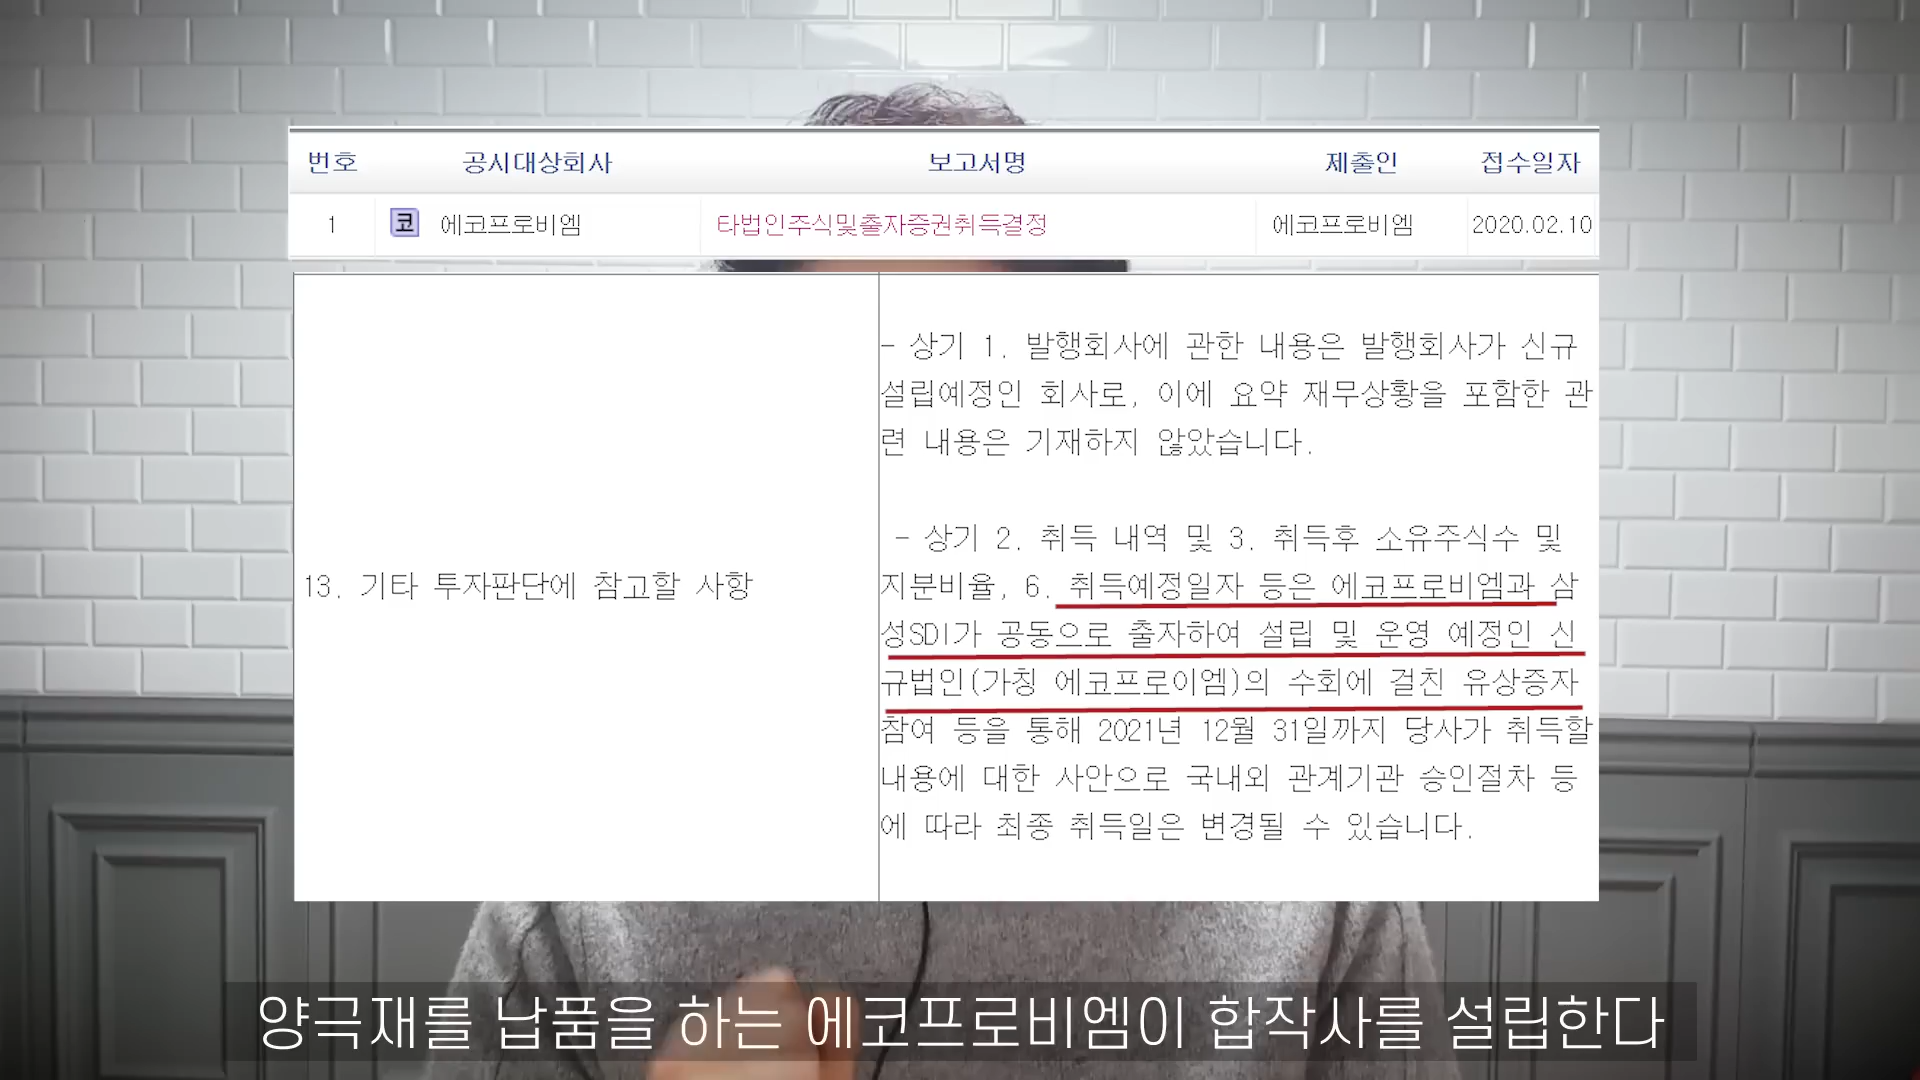 번호 공시대상회사 보고서명 제출인 접수일자
1 코 에코프로비엠 타법인주식및출자증권취득결정 에코프로비엠 2020.02.10
13. 기타 투자판단에 참고할 사항
- 상기 1. 발행회사에 관한 내용은 발행회사가 신규
설립예정인 회사로, 이에 요약 재무상황을 포함한 관
련 내용은 기재하지 않았습니다.
- 상기 2. 취득 내역 및 3. 취득후 소유주식수 및
지분비율, 6. 취득예정일자 등은 에코프로비엠과 삼
성SDI가 공동으로 출자하여 설립 및 운영 예정인 신
규법인(가칭 에코프로이엠)의 수회에 걸친 유상증자
참여 등을 통해 2021년 12월 31일까지 당사가 취득할
내용에 대한 사안으로 국내외 관계기관 승인절차 등
에 따라 최종 취득일은 변경될 수 있습니다.
양극재를 납품을 하는 에코프로비엠이 합작사를 설립한다